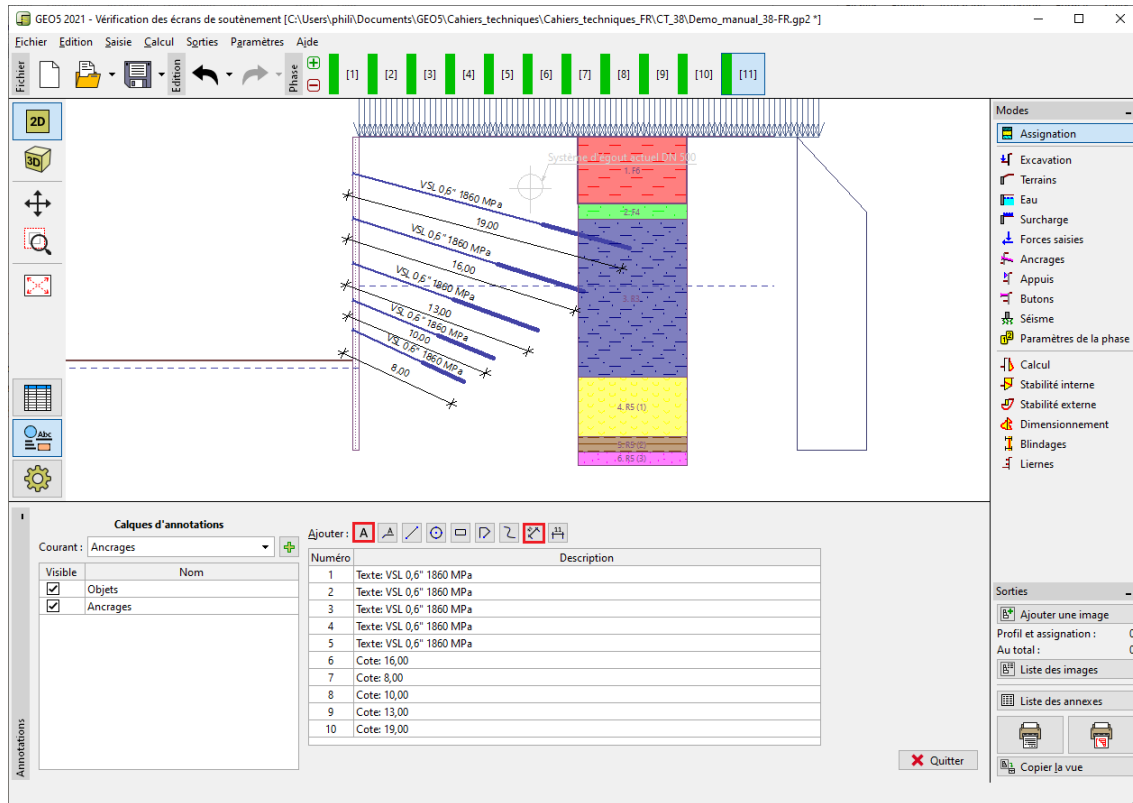 GEO5 2021 - Vérification des écrans de soutènement [C:\Users\phili\Documents\GEO5\Cahiers_techniques\Cahiers_techniques_FR\CT_38\Demo_manual_38-FR.gp2 *]
Fichier Edition Saisie Calcul Sorties Paramètres Aide
Fichier
Edition
Phase
[1] [2] [3] [4] [5] [6] [7] [8] [9] [10] [11]
2D
3D
Abc
Système d'égout actuel DN 500
1. F6
2. F4
3. R3
4. R5 (1)
5. R5 (2)
6. R5 (3)
VSL 0,6" 1860 MPa
19,00
VSL 0,6" 1860 MPa
16,00
VSL 0,6" 1860 MPa
13,00
VSL 0,6" 1860 MPa
10,00
VSL 0,6" 1860 MPa
8,00
Modes
Assignation
Excavation
Terrains
Eau
Surcharge
Forces saisies
Ancrages
Appuis
Butons
Séisme
Paramètres de la phase
Calcul
Stabilité interne
Stabilité externe
Dimensionnement
Blindages
Liernes
Sorties
Ajouter une image
Profil et assignation : 0
Au total : 0
Liste des images
Liste des annexes
Copier la vue
Annotations
Calques d'annotations
Courant : Ancrages
Visible Nom
Objets
Ancrages
Ajouter :
Numéro Description
1 Texte: VSL 0,6" 1860 MPa
2 Texte: VSL 0,6" 1860 MPa
3 Texte: VSL 0,6" 1860 MPa
4 Texte: VSL 0,6" 1860 MPa
5 Texte: VSL 0,6" 1860 MPa
6 Cote: 16,00
7 Cote: 8,00
8 Cote: 10,00
9 Cote: 13,00
10 Cote: 19,00
Quitter